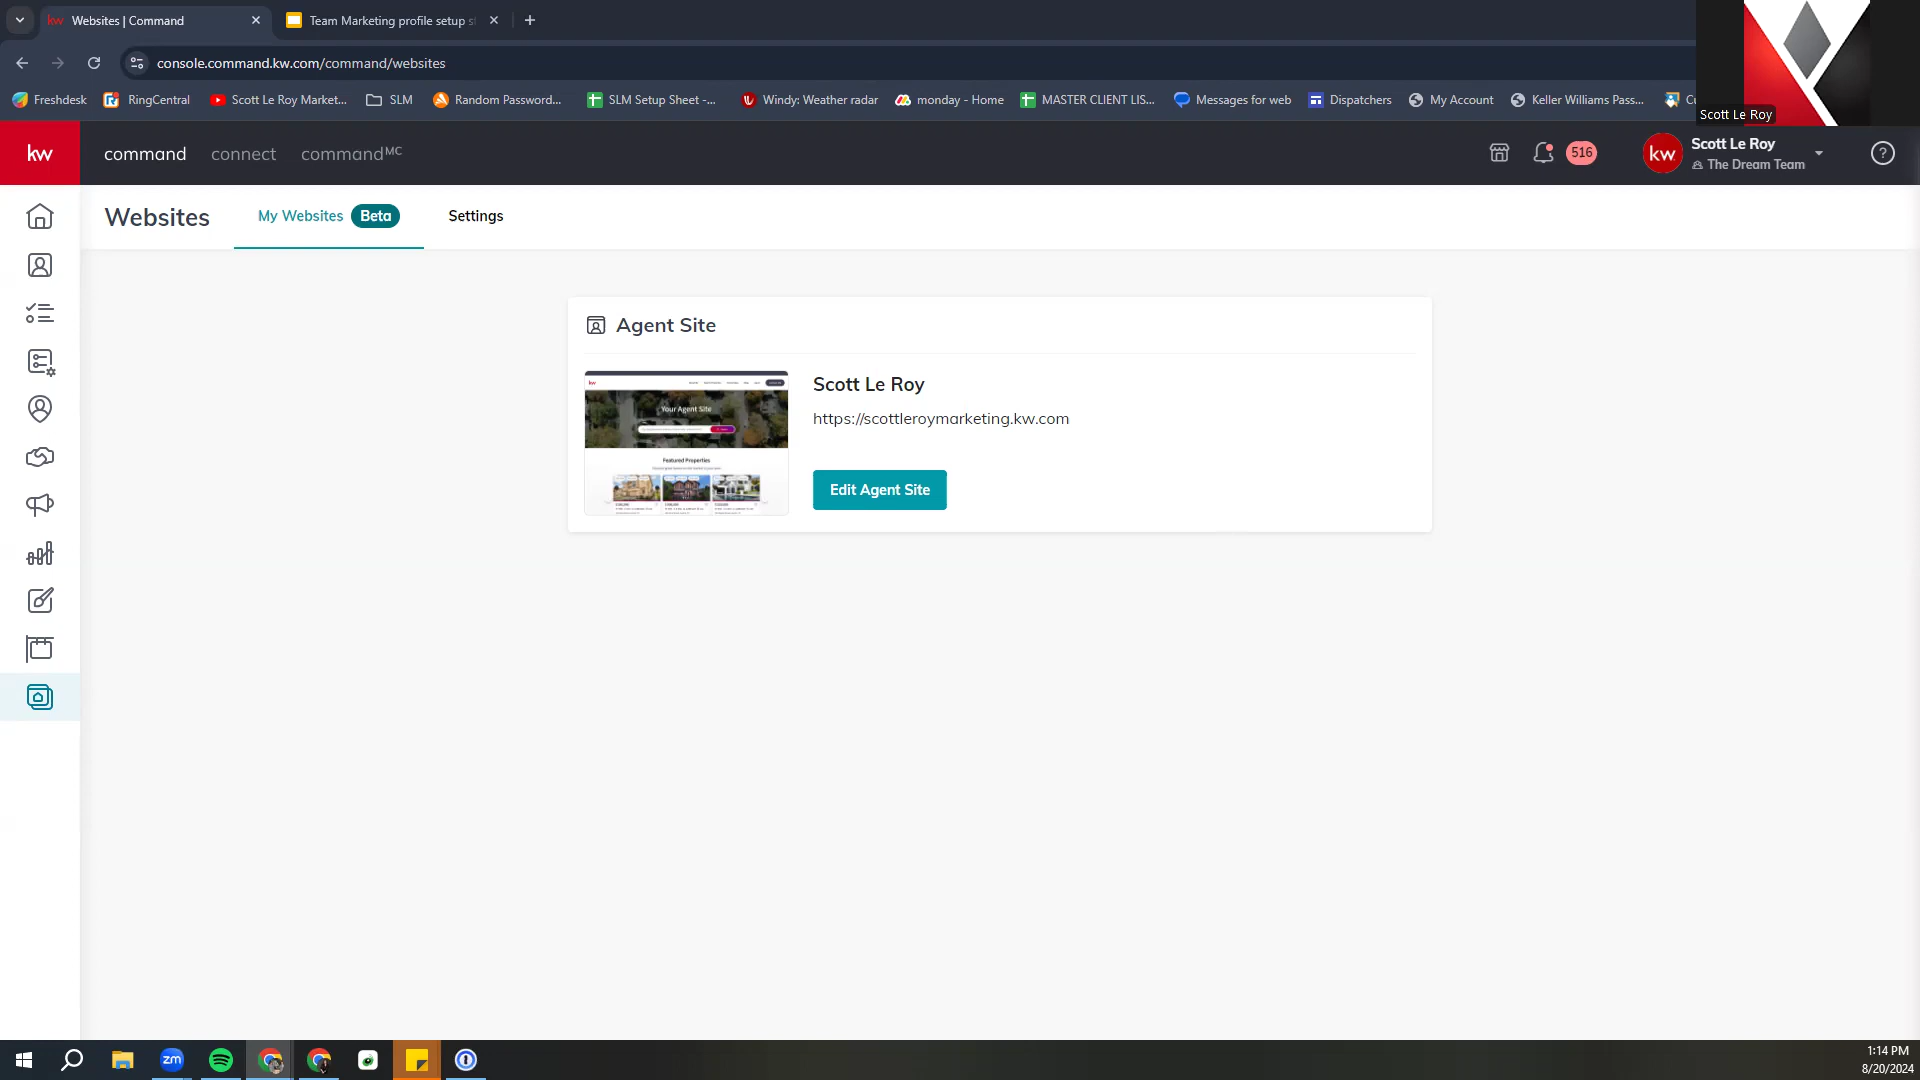 Websites | Command
Team Marketing profile setup s
console.command.kw.com/command/websites
Freshdesk
RingCentral
Scott Le Roy Market...
SLM
Random Password...
SLM Setup Sheet -...
Windy: Weather radar
monday - Home
MASTER CLIENT LIS...
Messages for web
Dispatchers
My Account
Keller Williams Pass...
Scott Le Roy
kw
command
connect
commandMC
516
kw
Scott Le Roy
The Dream Team
Websites
My Websites
Beta
Settings
Agent Site
Your Agent Site
Featured Properties
Scott Le Roy
https://scottleroymarketing.kw.com
Edit Agent Site
zm
1:14 PM
8/20/2024